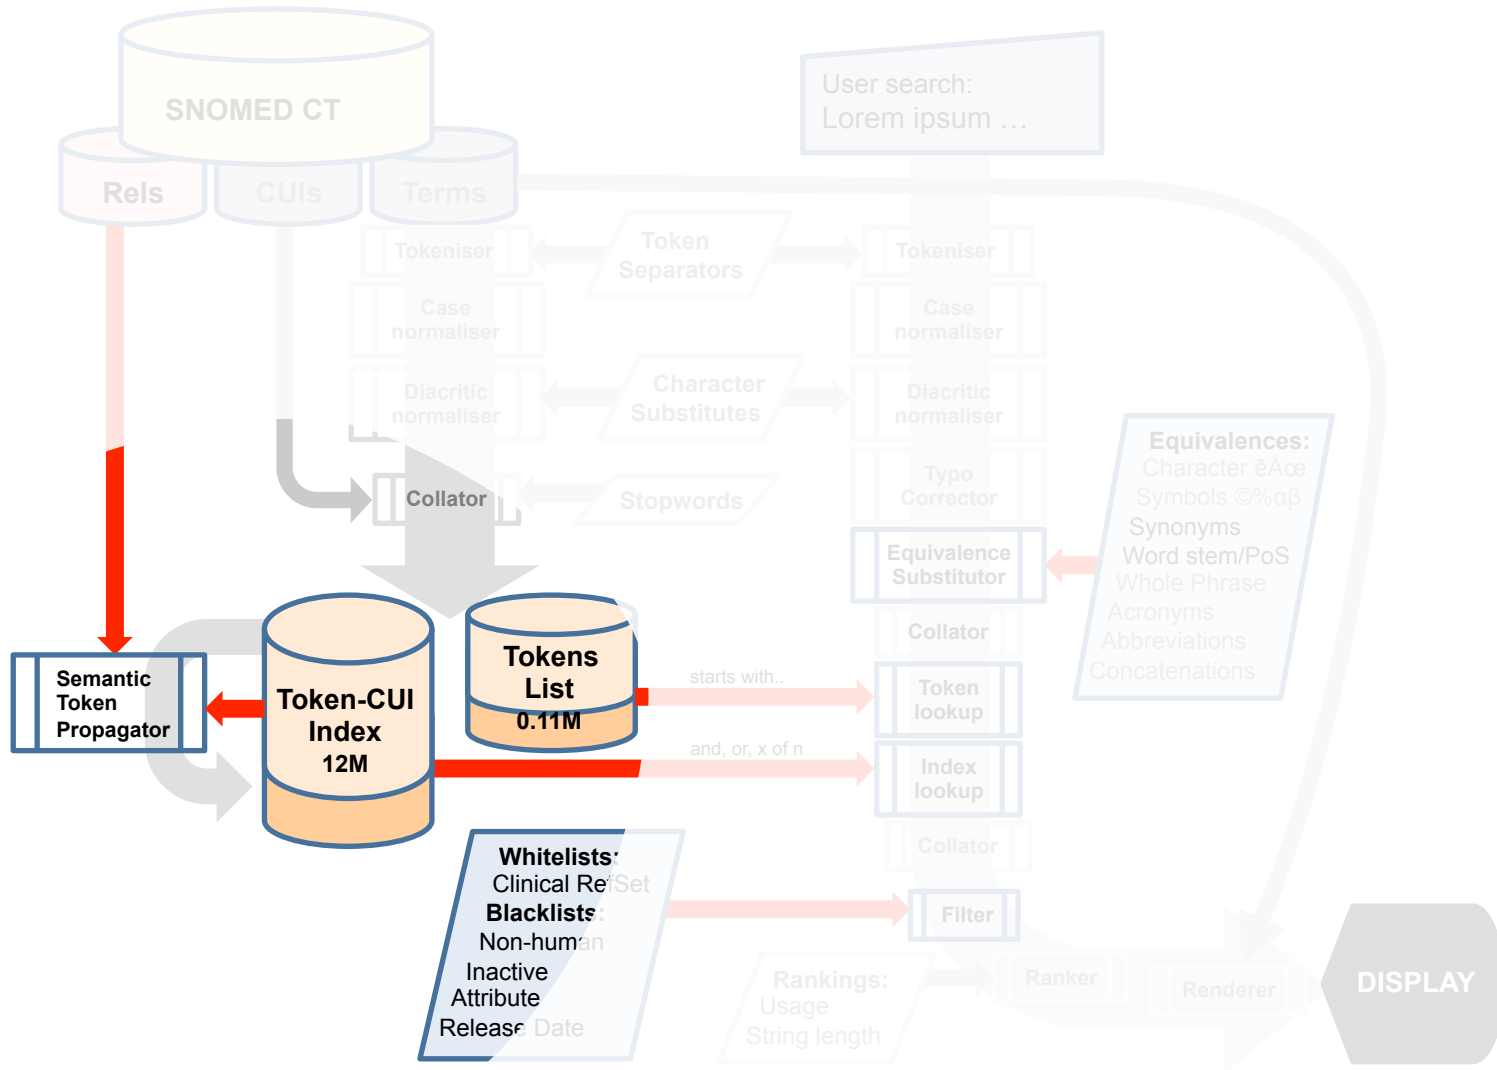 SNOMED CT
Rels
CUIs
Terms
User search:
Lorem ipsum …
Tokeniser
Token
Separators
Tokeniser
Case
normaliser
Case
normaliser
Diacritic
normaliser
Character
Substitutes
Diacritic
normaliser
Collator
Stopwords
Typo
Corrector
Equivalence
Substitutor
Equivalences:
Character êÅœ
Symbols ©%αβ
Synonyms
Word stem/PoS
Whole Phrase
Acronyms
Abbreviations
Concatenations
Collator
Semantic
Token
Propagator
Token-CUI
Index
12M
Tokens
List
0.11M
starts with..
Token
lookup
and, or, x of n
Index
lookup
Collator
Whitelists:
Clinical RefSet
Blacklists:
Non-human
Inactive
Attribute
Release Date
Filter
Rankings:
Usage
String length
Ranker
Renderer
DISPLAY